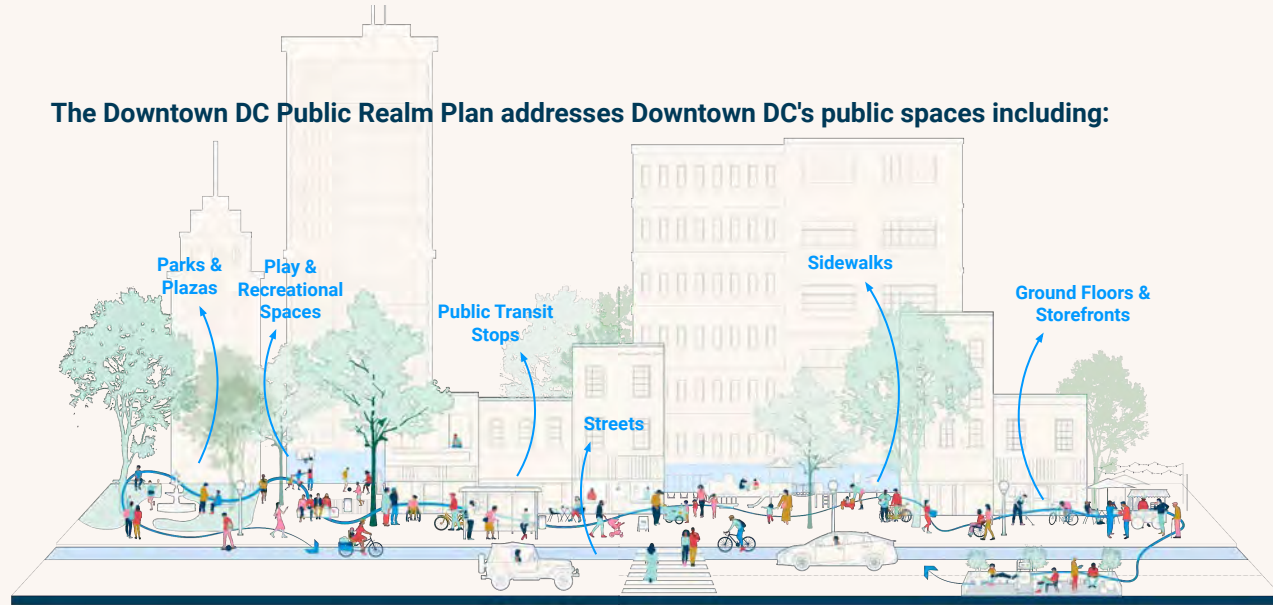 The Downtown DC Public Realm Plan addresses Downtown DC's public spaces including:
Parks &
Plazas
Play &
Recreational
Spaces
Public Transit
Stops
Streets
Sidewalks
Ground Floors &
Storefronts